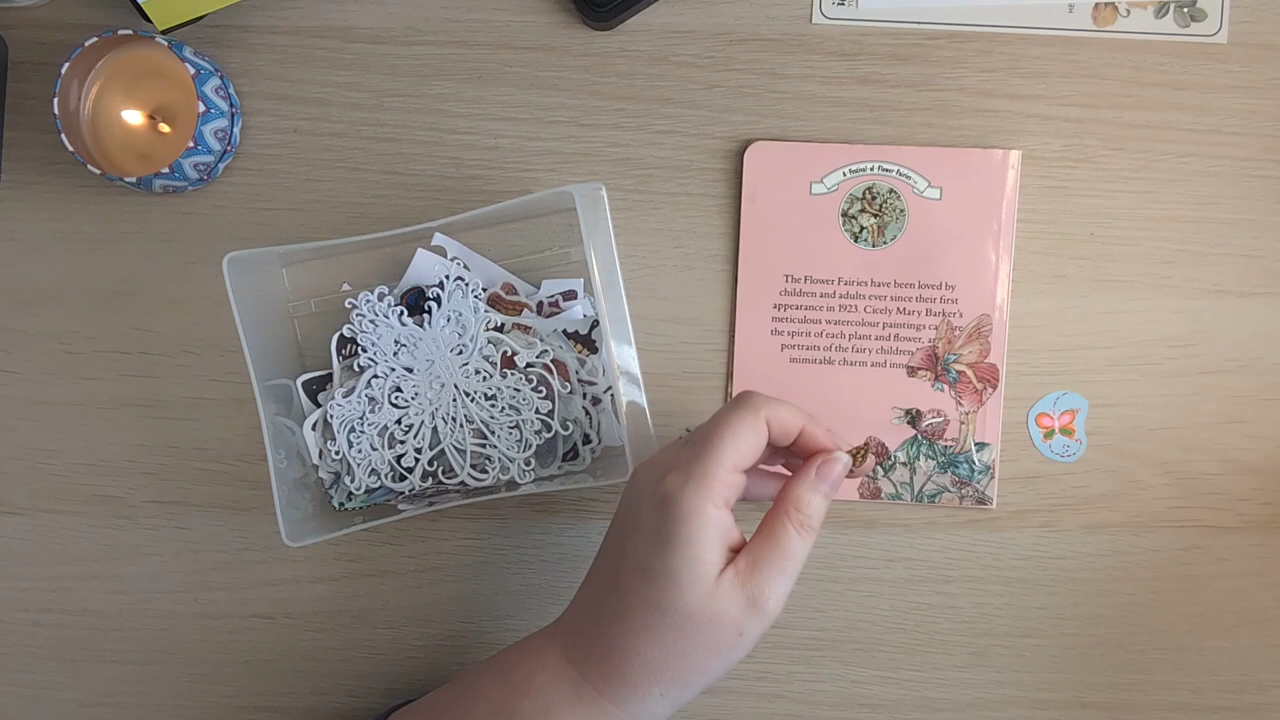 A·Festival·of·Flower·Fairies
The Flower Fairies have been loved by
children and adults ever since their first
appearance in 1923. Cicely Mary Barker's
meticulous watercolour paintings
the spirit of each plant and flower,
portraits of the fairy children
inimitable charm and